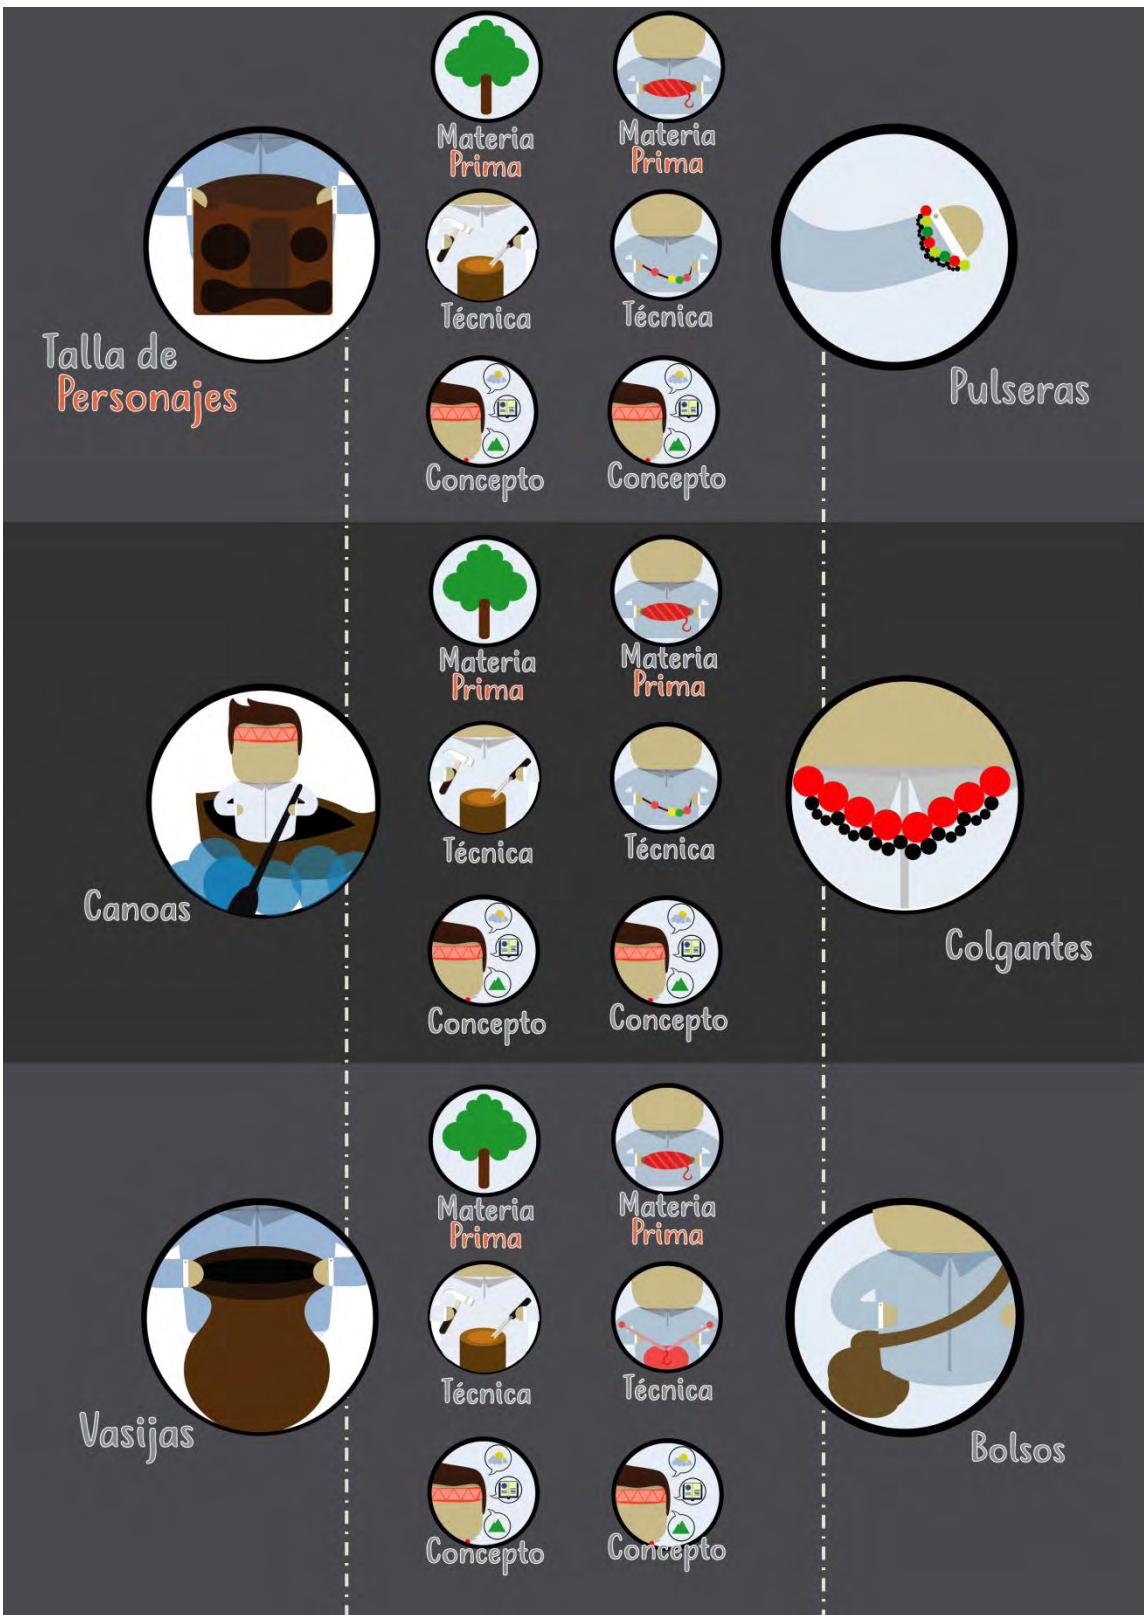 Materia
Prima
Materia
Prima
Técnica
Técnica
Talla de
Personajes
Pulseras
Concepto
Concepto
Materia
Prima
Materia
Prima
Técnica
Técnica
Canoas
Colgantes
Concepto
Concepto
Materia
Prima
Materia
Prima
Técnica
Técnica
Vasijas
Bolsos
Concepto
Concepto